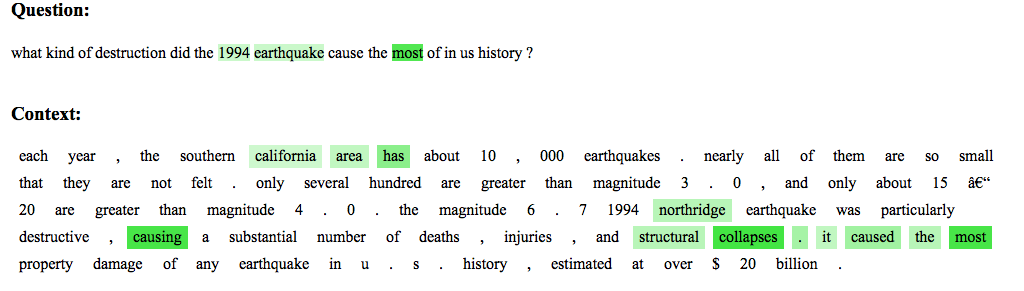 Question:
what kind of destruction did the 1994 earthquake cause the most of in us history ?
Context:
each year , the southern california area has about 10 , 000 earthquakes . nearly all of them are so small
that they are not felt . only several hundred are greater than magnitude 3 . 0 , and only about 15 â€“
20 are greater than magnitude 4 . 0 . the magnitude 6 . 7 1994 northridge earthquake was particularly
destructive , causing a substantial number of deaths , injuries , and structural collapses . it caused the most
property damage of any earthquake in u . s . history , estimated at over $ 20 billion .